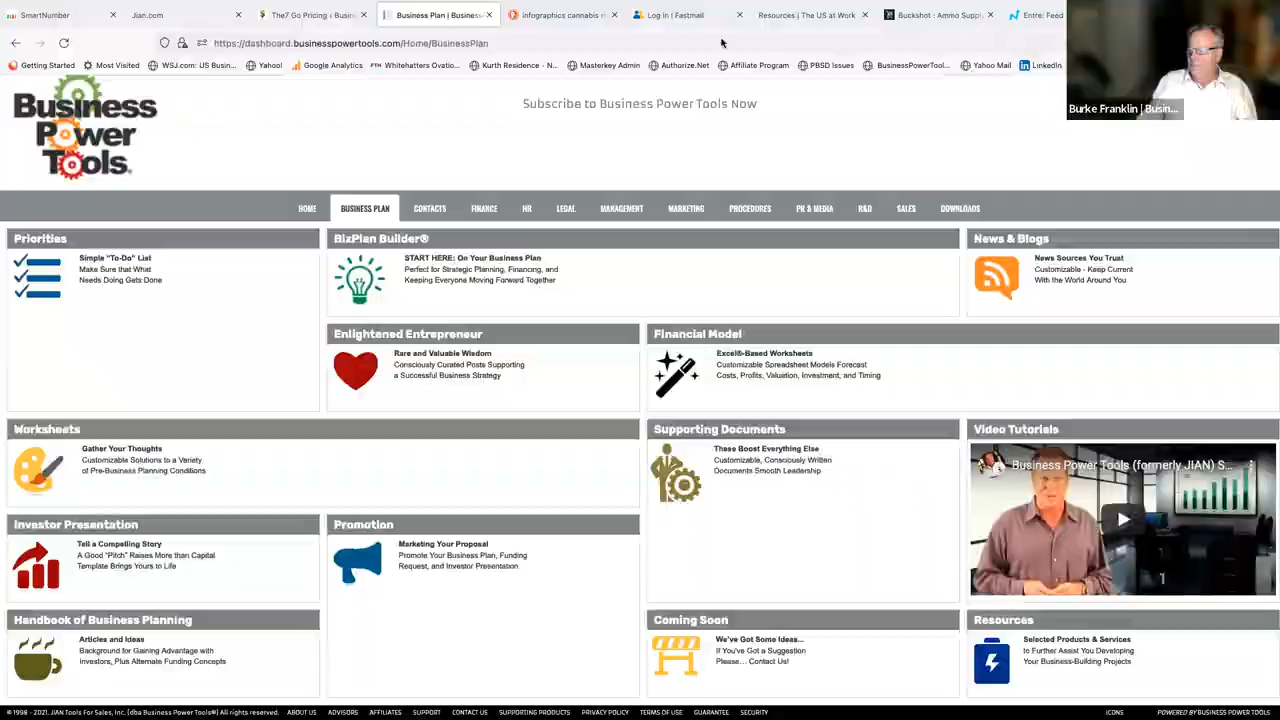 SmartNumber
Jian.com
The7 Go Pricing | Busine
Business Plan | Business
infographics cannabis m
Log in | Fastmail
Resources | The US at Work
Buckshot : Ammo Suppl
Entre: Feed
https://dashboard.businesspowertools.com/Home/BusinessPlan
Getting Started
Most Visited
WSJ.com: US Busin...
Yahoo!
Google Analytics
Whitehatters Ovatio...
Kurth Residence - N...
Masterkey Admin
Authorize.Net
Affiliate Program
PBSD Issues
BusinessPowerTool...
Yahoo Mail
LinkedIn
Burke Franklin | Busin...
Business
Power
Tools
Subscribe to Business Power Tools Now
HOME
BUSINESS PLAN
CONTACTS
FINANCE
HR
LEGAL
MANAGEMENT
MARKETING
PROCEDURES
PR & MEDIA
R&D
SALES
DOWNLOADS
Priorities
Simple "To-Do" List
Make Sure that What
Needs Doing Gets Done
BizPlan Builder®
START HERE: On Your Business Plan
Perfect for Strategic Planning, Financing, and
Keeping Everyone Moving Forward Together
News & Blogs
News Sources You Trust
Customizable - Keep Current
With the World Around You
Enlightened Entrepreneur
Rare and Valuable Wisdom
Consciously Curated Posts Supporting
a Successful Business Strategy
Financial Model
Excel®-Based Worksheets
Customizable Spreadsheet Models Forecast
Costs, Profits, Valuation, Investment, and Timing
Worksheets
Gather Your Thoughts
Customizable Solutions to a Variety
of Pre-Business Planning Conditions
Supporting Documents
These Boost Everything Else
Customizable, Consciously Written
Documents Smooth Leadership
Video Tutorials
Business Power Tools (formerly JIAN) S...
Investor Presentation
Tell a Compelling Story
A Good "Pitch" Raises More than Capital
Template Brings Yours to Life
Promotion
Marketing Your Proposal
Promote Your Business Plan, Funding
Request, and Investor Presentation
Handbook of Business Planning
Articles and Ideas
Background for Gaining Advantage with
Investors, Plus Alternate Funding Concepts
Coming Soon
We've Got Some Ideas...
If You've Got a Suggestion
Please... Contact Us!
Resources
Selected Products & Services
to Further Assist You Developing
Your Business-Building Projects
© 1998 - 2021. JIAN Tools For Sales, Inc. (dba Business Power Tools®) All rights reserved.
ABOUT US
ADVISORS
AFFILIATES
SUPPORT
CONTACT US
SUPPORTING PRODUCTS
PRIVACY POLICY
TERMS OF USE
GUARANTEE
SECURITY
ICONS
POWERED BY BUSINESS POWER TOOLS